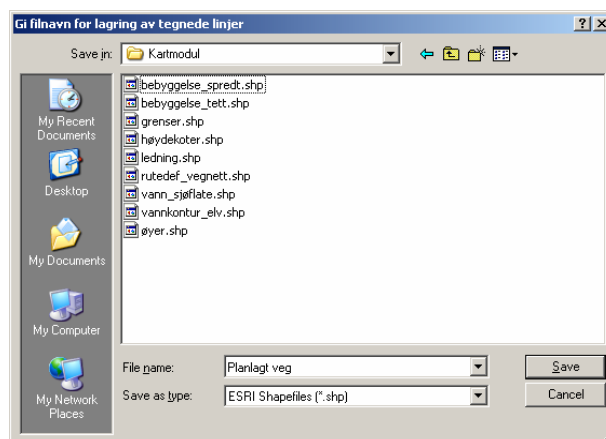 Gi filnavn for lagring av tegnede linjer
Save in: Kartmodul
My Recent Documents
Desktop
My Documents
My Computer
My Network Places
bebyggelse_spredt.shp
bebyggelse_tett.shp
grenser.shp
høydekoter.shp
ledning.shp
rutedef_vegnett.shp
vann_sjøflate.shp
vannkontur_elv.shp
øyer.shp
File name: Planlagt veg Save
Save as type: ESRI Shapefiles (*.shp) Cancel